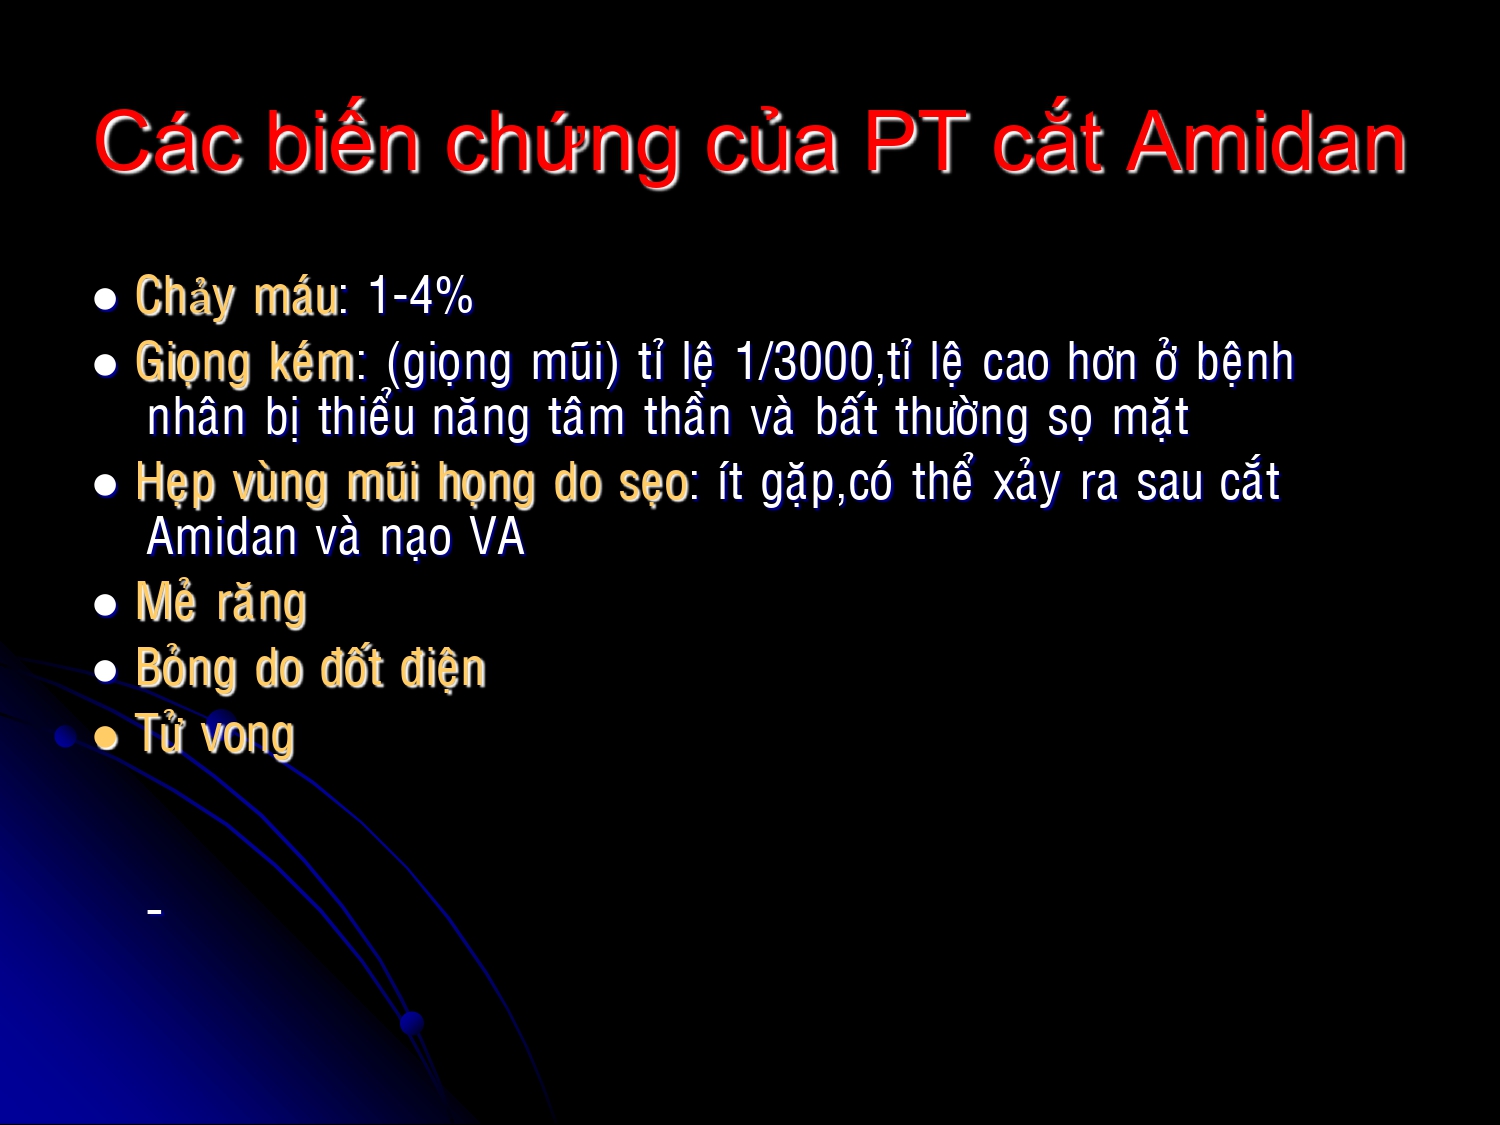 Các biến chứng của PT cắt Amidan
● Chảy máu: 1-4%
● Giọng kém: (giọng mũi) tỉ lệ 1/3000,tỉ lệ cao hơn ở bệnh
nhân bị thiểu năng tâm thần và bất thường sọ mặt
● Hẹp vùng mũi họng do sẹo: ít gặp,có thể xảy ra sau cắt
Amidan và nạo VA
● Mẻ răng
● Bỏng do đốt điện
● Tử vong
-